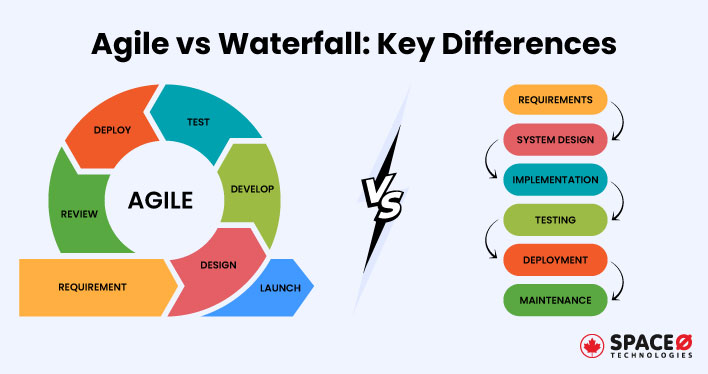 Agile vs Waterfall: Key Differences
DEPLOY
TEST
REVIEW
AGILE
DEVELOP
REQUIREMENT
DESIGN
LAUNCH
VS
REQUIREMENTS
SYSTEM DESIGN
IMPLEMENTATION
TESTING
DEPLOYMENT
MAINTENANCE
SPACEØ
TECHNOLOGIES